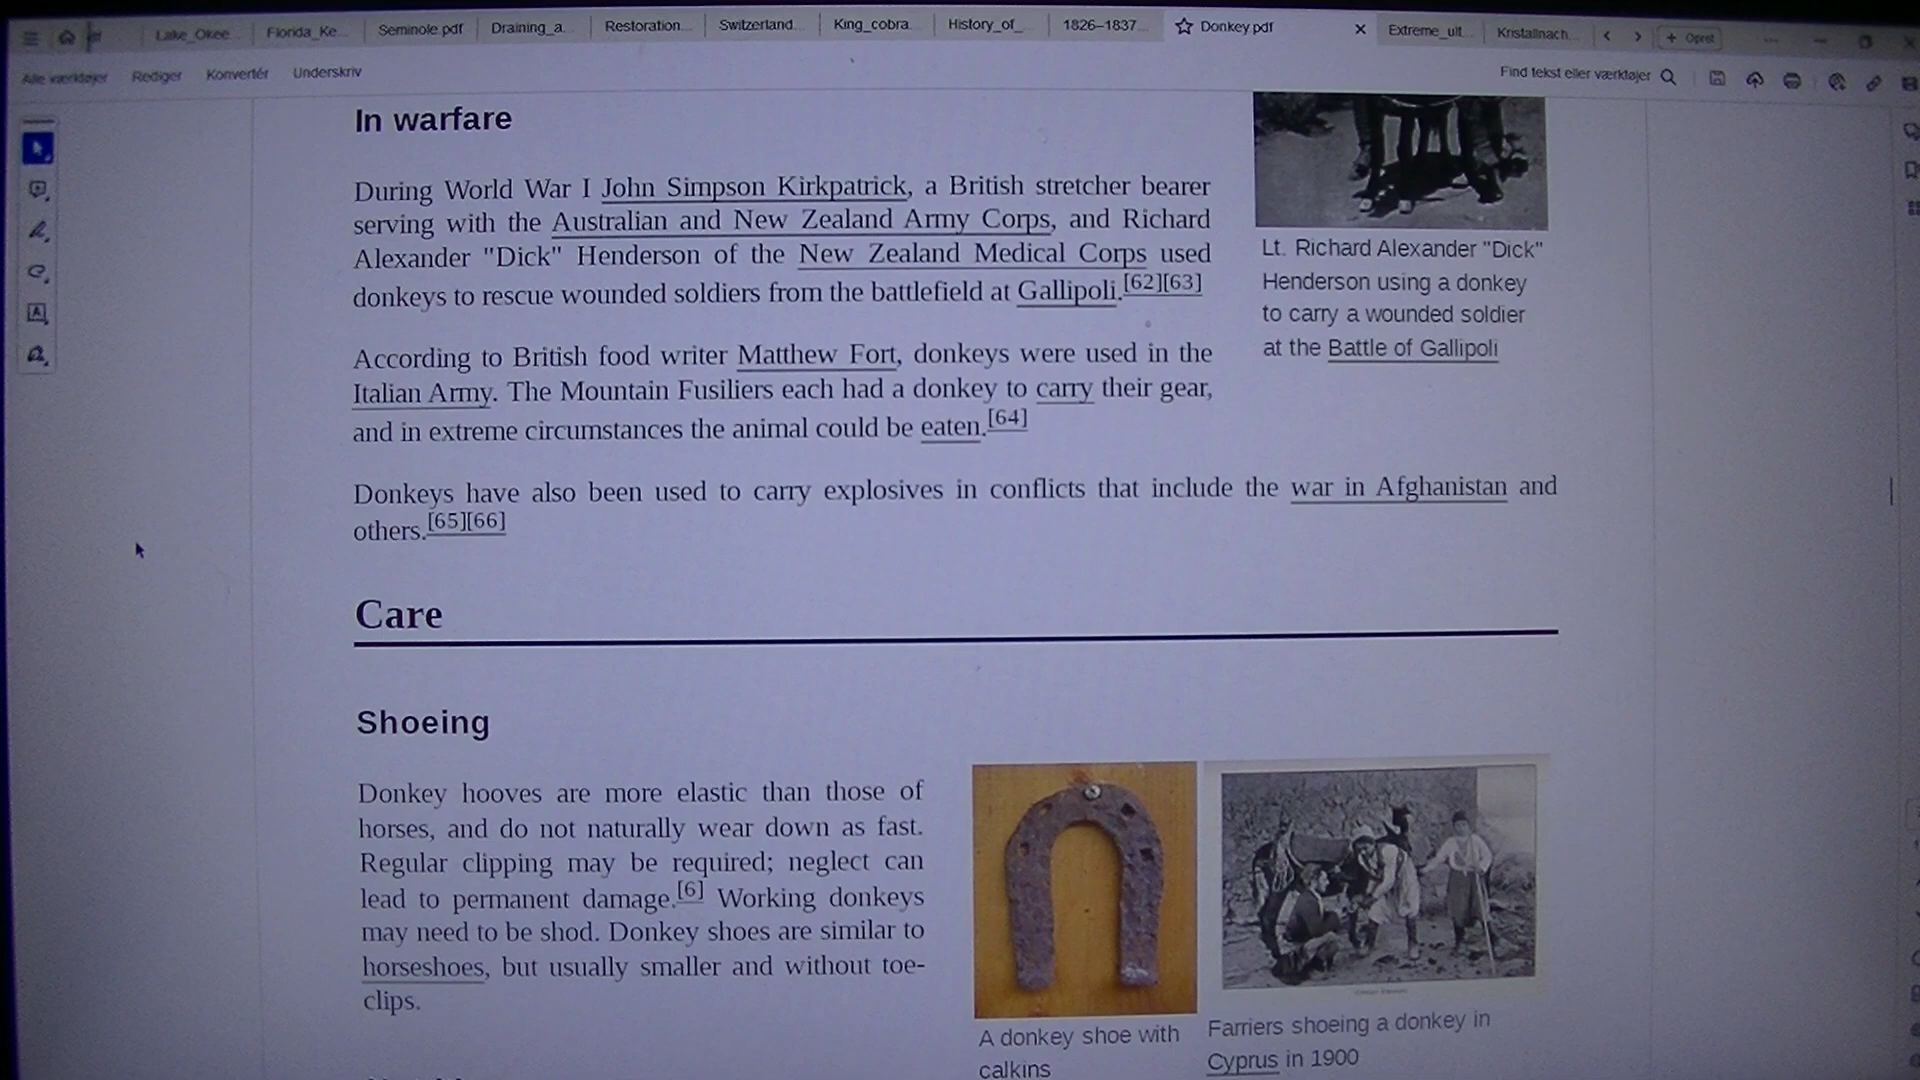 Lake_Okee...
Florida_Ke...
Seminole.pdf
Draining_a...
Restoration...
Switzerland...
King_cobra...
History_of_...
1826–1837...
Donkey.pdf
Extreme_ult...
Kristallnach...
Opret
Alle værktøjer
Rediger
Konvertér
Underskriv
Find tekst eller værktøjer
In warfare
During World War I John Simpson Kirkpatrick, a British stretcher bearer
serving with the Australian and New Zealand Army Corps, and Richard
Alexander "Dick" Henderson of the New Zealand Medical Corps used
donkeys to rescue wounded soldiers from the battlefield at Gallipoli.[62][63]
Lt. Richard Alexander "Dick"
Henderson using a donkey
to carry a wounded soldier
at the Battle of Gallipoli
According to British food writer Matthew Fort, donkeys were used in the
Italian Army. The Mountain Fusiliers each had a donkey to carry their gear,
and in extreme circumstances the animal could be eaten.[64]
Donkeys have also been used to carry explosives in conflicts that include the war in Afghanistan and
others.[65][66]
Care
Shoeing
Donkey hooves are more elastic than those of
horses, and do not naturally wear down as fast.
Regular clipping may be required; neglect can
lead to permanent damage.[6] Working donkeys
may need to be shod. Donkey shoes are similar to
horseshoes, but usually smaller and without toe-
clips.
A donkey shoe with
calkins
Farriers shoeing a donkey in
Cyprus in 1900